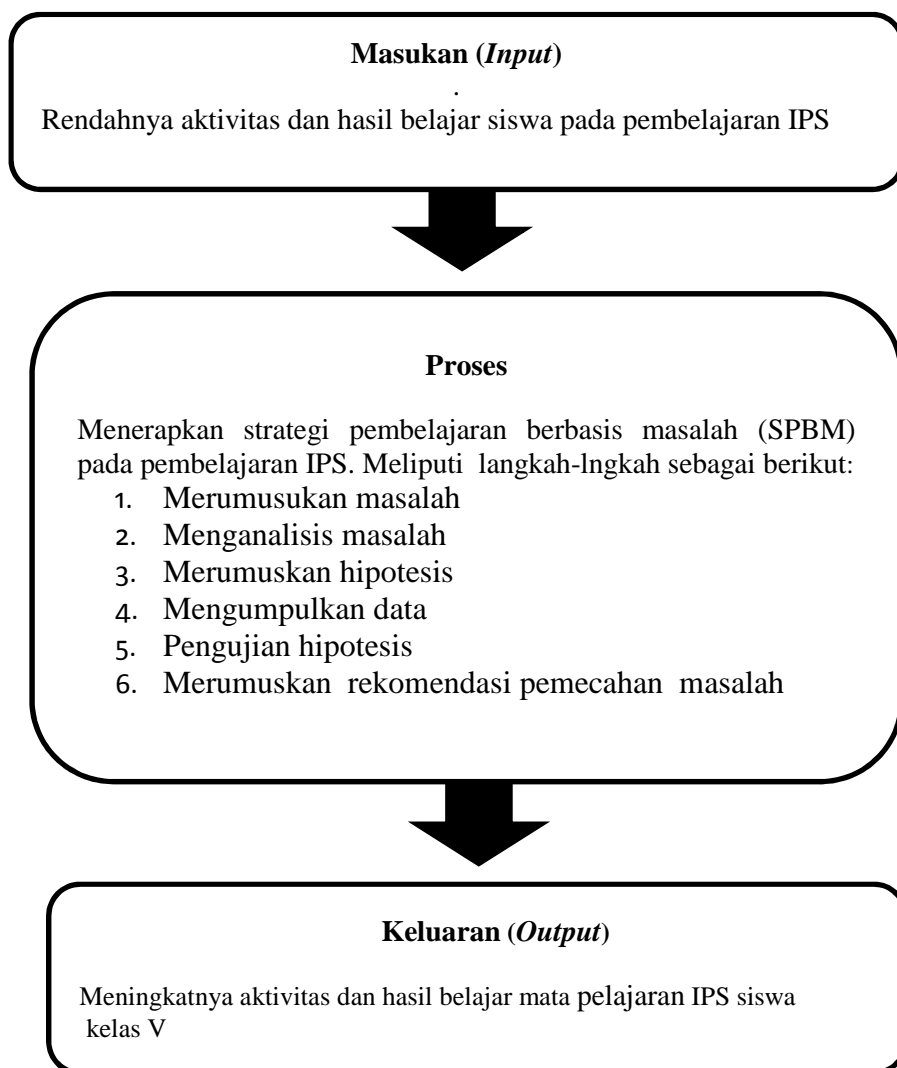 Masukan (Input)
.
Rendahnya aktivitas dan hasil belajar siswa pada pembelajaran IPS
Proses
Menerapkan strategi pembelajaran berbasis masalah (SPBM)
pada pembelajaran IPS. Meliputi langkah-lngkah sebagai berikut:
1. Merumusukan masalah
2. Menganalisis masalah
3. Merumuskan hipotesis
4. Mengumpulkan data
5. Pengujian hipotesis
6. Merumuskan rekomendasi pemecahan masalah
Keluaran (Output)
Meningkatnya aktivitas dan hasil belajar mata pelajaran IPS siswa
kelas V